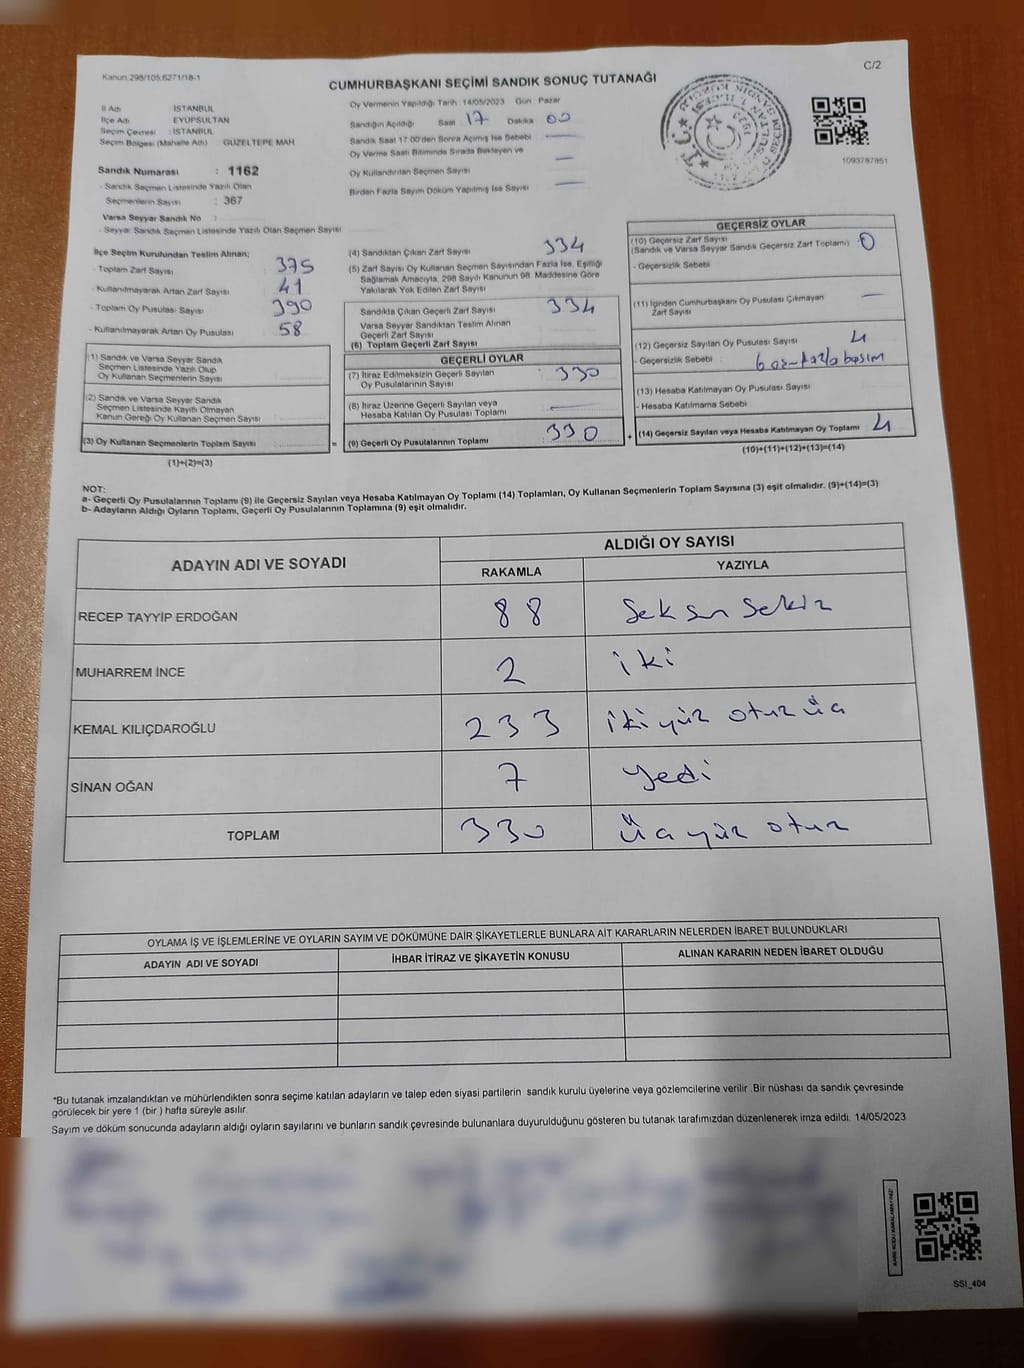 Kanun:298/105,6271/18-1
C/2
CUMHURBAŞKANI SEÇİMİ SANDIK SONUÇ TUTANAĞI
İl Adı : İSTANBUL
İlçe Adı : EYÜPSULTAN
Seçim Çevresi : İSTANBUL
Seçim Bölgesi (Mahalle Adı) : GÜZELTEPE MAH
Sandık Numarası : 1162
- Sandık Seçmen Listesinde Yazılı Olan
Seçmenlerin Sayısı : 367
Varsa Seyyar Sandık No :
- Seyyar Sandık Seçmen Listesinde Yazılı Olan Seçmen Sayısı
Oy Vermenin Yapıldığı Tarih : 14/05/2023 Gün : Pazar
Sandığın Açıldığı Saat 17 Dakika 00
Sandık Saat 17:00'den Sonra Açılmış İse Sebebi —
Oy Verme Saati Bitiminde Sırada Bekleyen ve
Oy Kullandırılan Seçmen Sayısı —
Birden Fazla Sayım Döküm Yapılmış İse Sayısı —
1093787851
İlçe Seçim Kurulundan Teslim Alınan;
- Toplam Zarf Sayısı : 375
- Kullanılmayarak Artan Zarf Sayısı : 41
- Toplam Oy Pusulası Sayısı : 390
- Kullanılmayarak Artan Oy Pusulası : 58
(1) Sandık ve Varsa Seyyar Sandık
Seçmen Listesinde Yazılı Olup
Oy Kullanan Seçmenlerin Sayısı
(2) Sandık ve Varsa Seyyar Sandık
Seçmen Listesinde Kayıtlı Olmayan
Kanun Gereği Oy Kullanan Seçmen Sayısı
(3) Oy Kullanan Seçmenlerin Toplam Sayısı =
(1)+(2)=(3)
(4) Sandıktan Çıkan Zarf Sayısı 334
(5) Zarf Sayısı Oy Kullanan Seçmen Sayısından Fazla İse, Eşitliği
Sağlamak Amacıyla, 298 Sayılı Kanunun 98. Maddesine Göre
Yakılarak Yok Edilen Zarf Sayısı
Sandıkta Çıkan Geçerli Zarf Sayısı 334
Varsa Seyyar Sandıktan Teslim Alınan
Geçerli Zarf Sayısı
(6) Toplam Geçerli Zarf Sayısı
GEÇERLİ OYLAR
(7) İtiraz Edilmeksizin Geçerli Sayılan
Oy Pusulalarının Sayısı : 330
(8) İtiraz Üzerine Geçerli Sayılan veya
Hesaba Katılan Oy Pusulası Toplamı —
(9) Geçerli Oy Pusulalarının Toplamı : 330 +
GEÇERSİZ OYLAR
(10) Geçersiz Zarf Sayısı
(Sandık ve Varsa Seyyar Sandık Geçersiz Zarf Toplamı) 0
- Geçersizlik Sebebi
(11) İçinden Cumhurbaşkanı Oy Pusulası Çıkmayan
Zarf Sayısı —
(12) Geçersiz Sayılan Oy Pusulası Sayısı 4
- Geçersizlik Sebebi fazla basım
(13) Hesaba Katılmayan Oy Pusulası Sayısı
- Hesaba Katılmama Sebebi
(14) Geçersiz Sayılan veya Hesaba Katılmayan Oy Toplamı 4
(10)+(11)+(12)+(13)=(14)
NOT:
a- Geçerli Oy Pusulalarının Toplamı (9) ile Geçersiz Sayılan veya Hesaba Katılmayan Oy Toplamı (14) Toplamları, Oy Kullanan Seçmenlerin Toplam Sayısına (3) eşit olmalıdır. (9)+(14)=(3)
b- Adayların Aldığı Oyların Toplamı, Geçerli Oy Pusulalarının Toplamına (9) eşit olmalıdır.
ADAYIN ADI VE SOYADI
ALDIĞI OY SAYISI
RAKAMLA YAZIYLA
RECEP TAYYİP ERDOĞAN 88 Seksen Sekiz
MUHARREM İNCE 2 iki
KEMAL KILIÇDAROĞLU 233 ikiyüz otuz üç
SİNAN OĞAN 7 yedi
TOPLAM 330 üçyüz otuz
OYLAMA İŞ VE İŞLEMLERİNE VE OYLARIN SAYIM VE DÖKÜMÜNE DAİR ŞİKAYETLERLE BUNLARA AİT KARARLARIN NELERDEN İBARET BULUNDUKLARI
ADAYIN ADI VE SOYADI İHBAR İTİRAZ VE ŞİKAYETİN KONUSU ALINAN KARARIN NEDEN İBARET OLDUĞU
*Bu tutanak imzalandıktan ve mühürlendikten sonra seçime katılan adayların ve talep eden siyasi partilerin sandık kurulu üyelerine veya gözlemcilerine verilir. Bir nüshası da sandık çevresinde
görülecek bir yere 1 (bir ) hafta süreyle asılır.
Sayım ve döküm sonucunda adayların aldığı oyların sayılarını ve bunların sandık çevresinde bulunanlara duyurulduğunu gösteren bu tutanak tarafımızdan düzenlenerek imza edildi. 14/05/2023
SSI_404